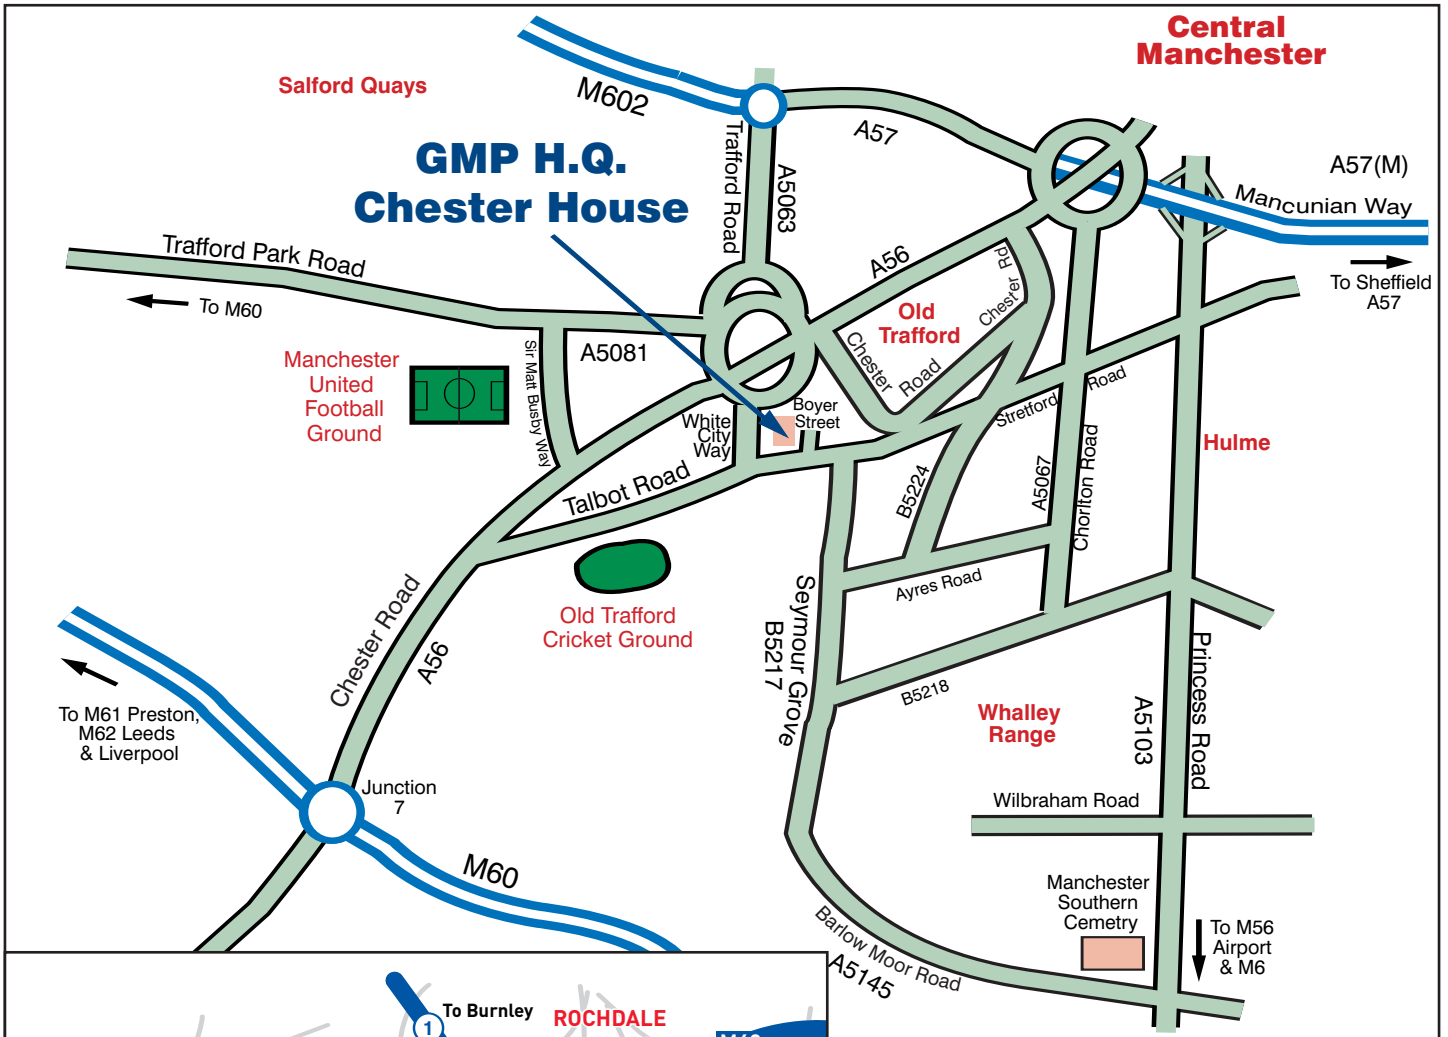 Central
Manchester
Salford Quays
M602
A57
A57(M)
Mancunian Way
To Sheffield
A57
GMP H.Q.
Chester House
Trafford Road
A5063
Trafford Park Road
To M60
A56
Chester Rd
Old
Trafford
Chester
Road
Manchester
United
Football
Ground
Sir Matt Busby Way
A5081
White
City
Way
Boyer
Street
Stretford
Road
Hulme
Talbot Road
B5224
A5067
Chorlton Road
Ayres Road
Old Trafford
Cricket Ground
Chester Road
A56
Seymour Grove
B5217
B5218
Whalley
Range
Princess Road
A5103
To M61 Preston,
M62 Leeds
& Liverpool
Junction
7
M60
Wilbraham Road
Manchester
Southern
Cemetry
To M56
Airport
& M6
Barlow Moor Road
A5145
To Burnley
1
ROCHDALE